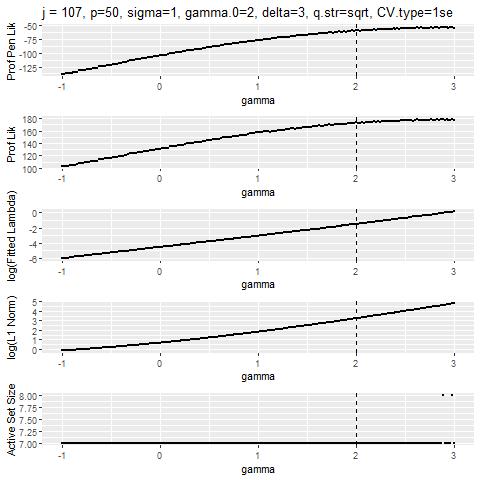 j = 107, p=50, sigma=1, gamma.0=2, delta=3, q.str=sqrt, CV.type=1se
Prof Pen Lik
-50
-75
-100
-125
-1 0 1 2 3
gamma
Prof Lik
180
160
140
120
100
-1 0 1 2 3
gamma
log(Fitted Lambda)
0
-2
-4
-6
-1 0 1 2 3
gamma
log(L1 Norm)
5
4
3
2
1
0
-1 0 1 2 3
gamma
Active Set Size
8.00
7.75
7.50
7.25
7.00
-1 0 1 2 3
gamma